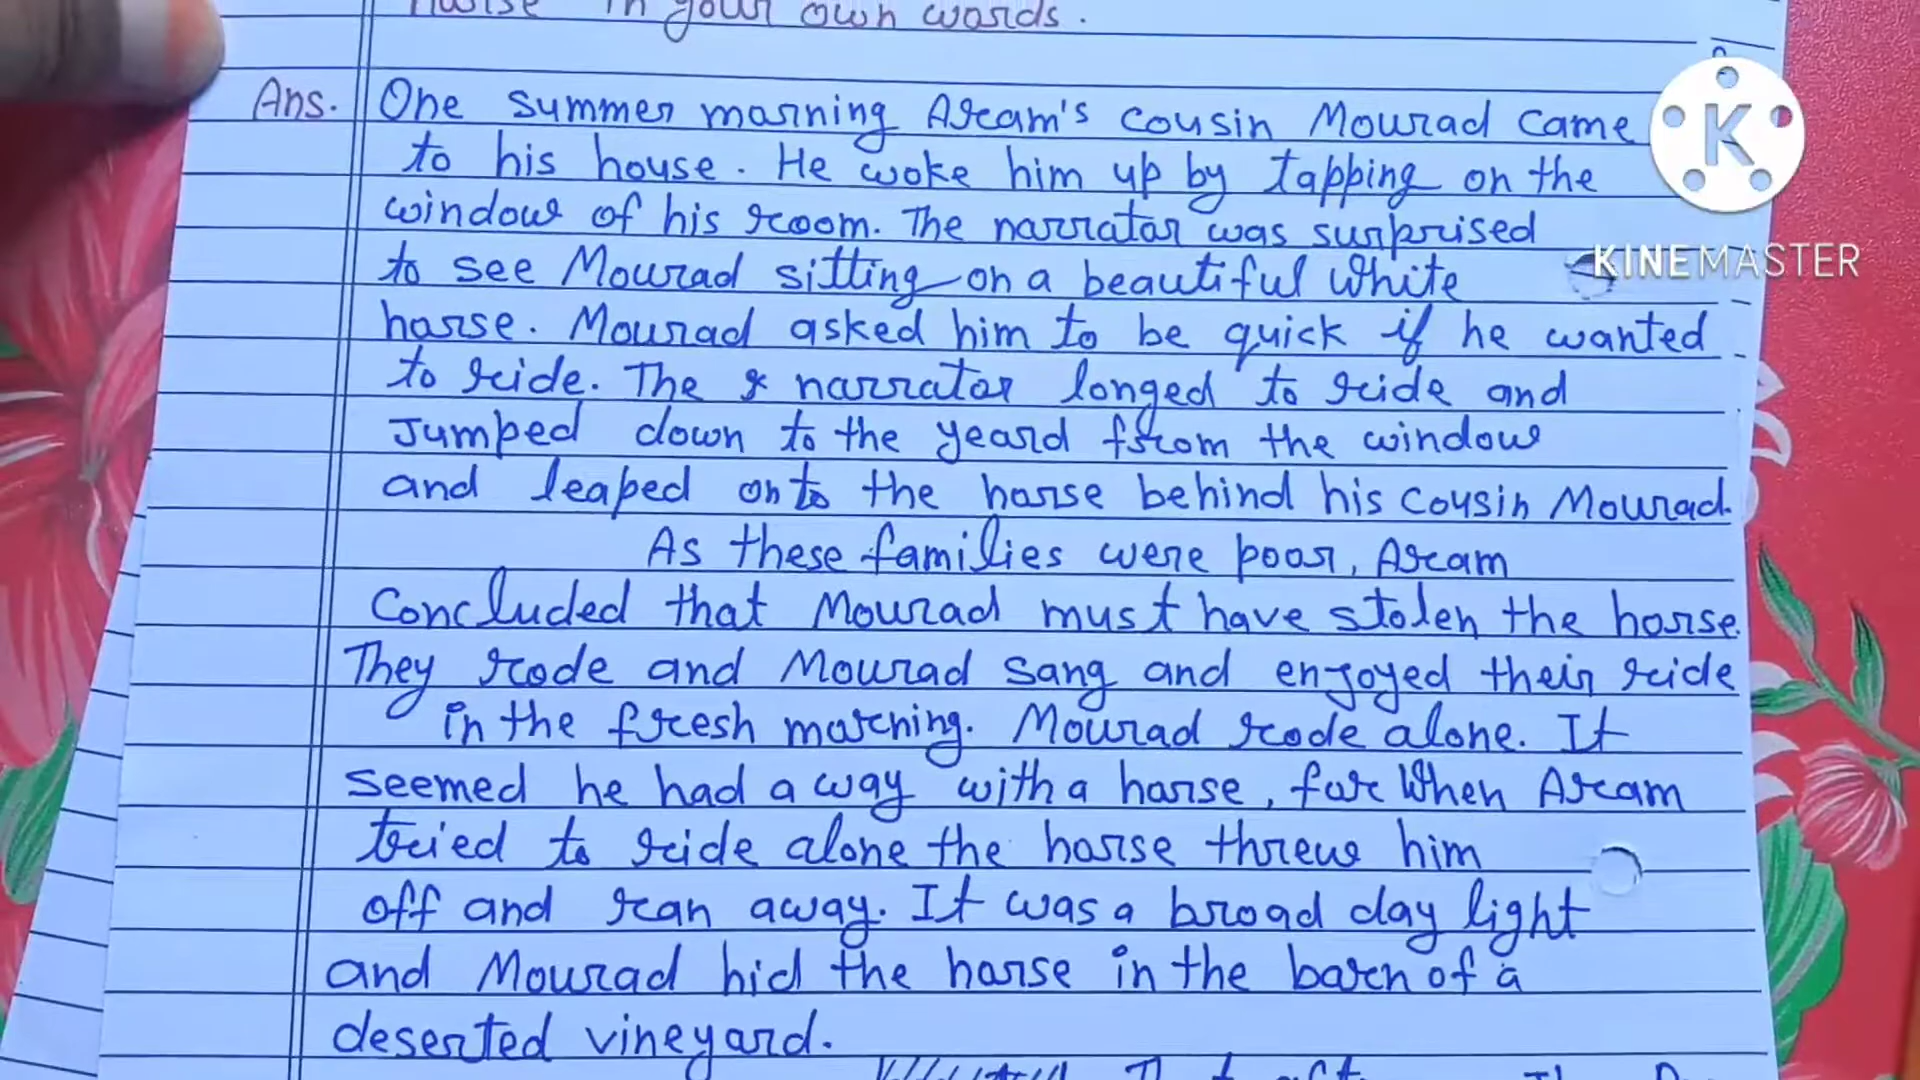 in your own words.
Ans. One summer morning Aram's cousin Mourad came
to his house. He woke him up by tapping on the
window of his room. The narrator was surprised
to see Mourad sitting on a beautiful white
horse. Mourad asked him to be quick if he wanted
to ride. The narrator longed to ride and
Jumped down to the yeard from the window
and leaped onto the horse behind his cousin Mourad.
As these families were poor, Aram
Concluded that Mourad must have stolen the horse.
They rode and Mourad sang and enjoyed their ride
in the fresh morning. Mourad rode alone. It
seemed he had a way with a horse, for when Aram
tried to ride alone the horse threw him
off and ran away. It was a broad day light
and Mourad hid the horse in the barn of a
deserted vineyard.
K
KINEMASTER